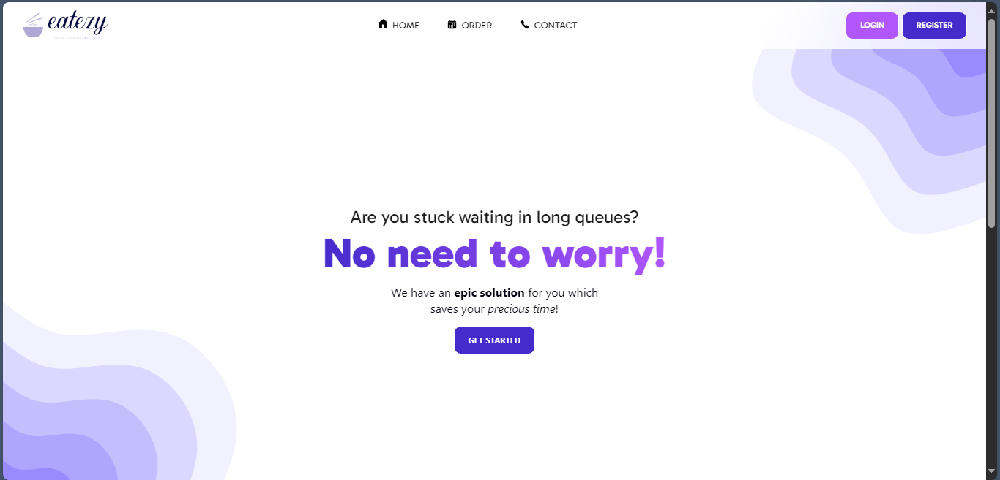 eatezy
HOME
ORDER
CONTACT
LOGIN
REGISTER
Are you stuck waiting in long queues?
No need to worry!
We have an epic solution for you which
saves your precious time!
GET STARTED